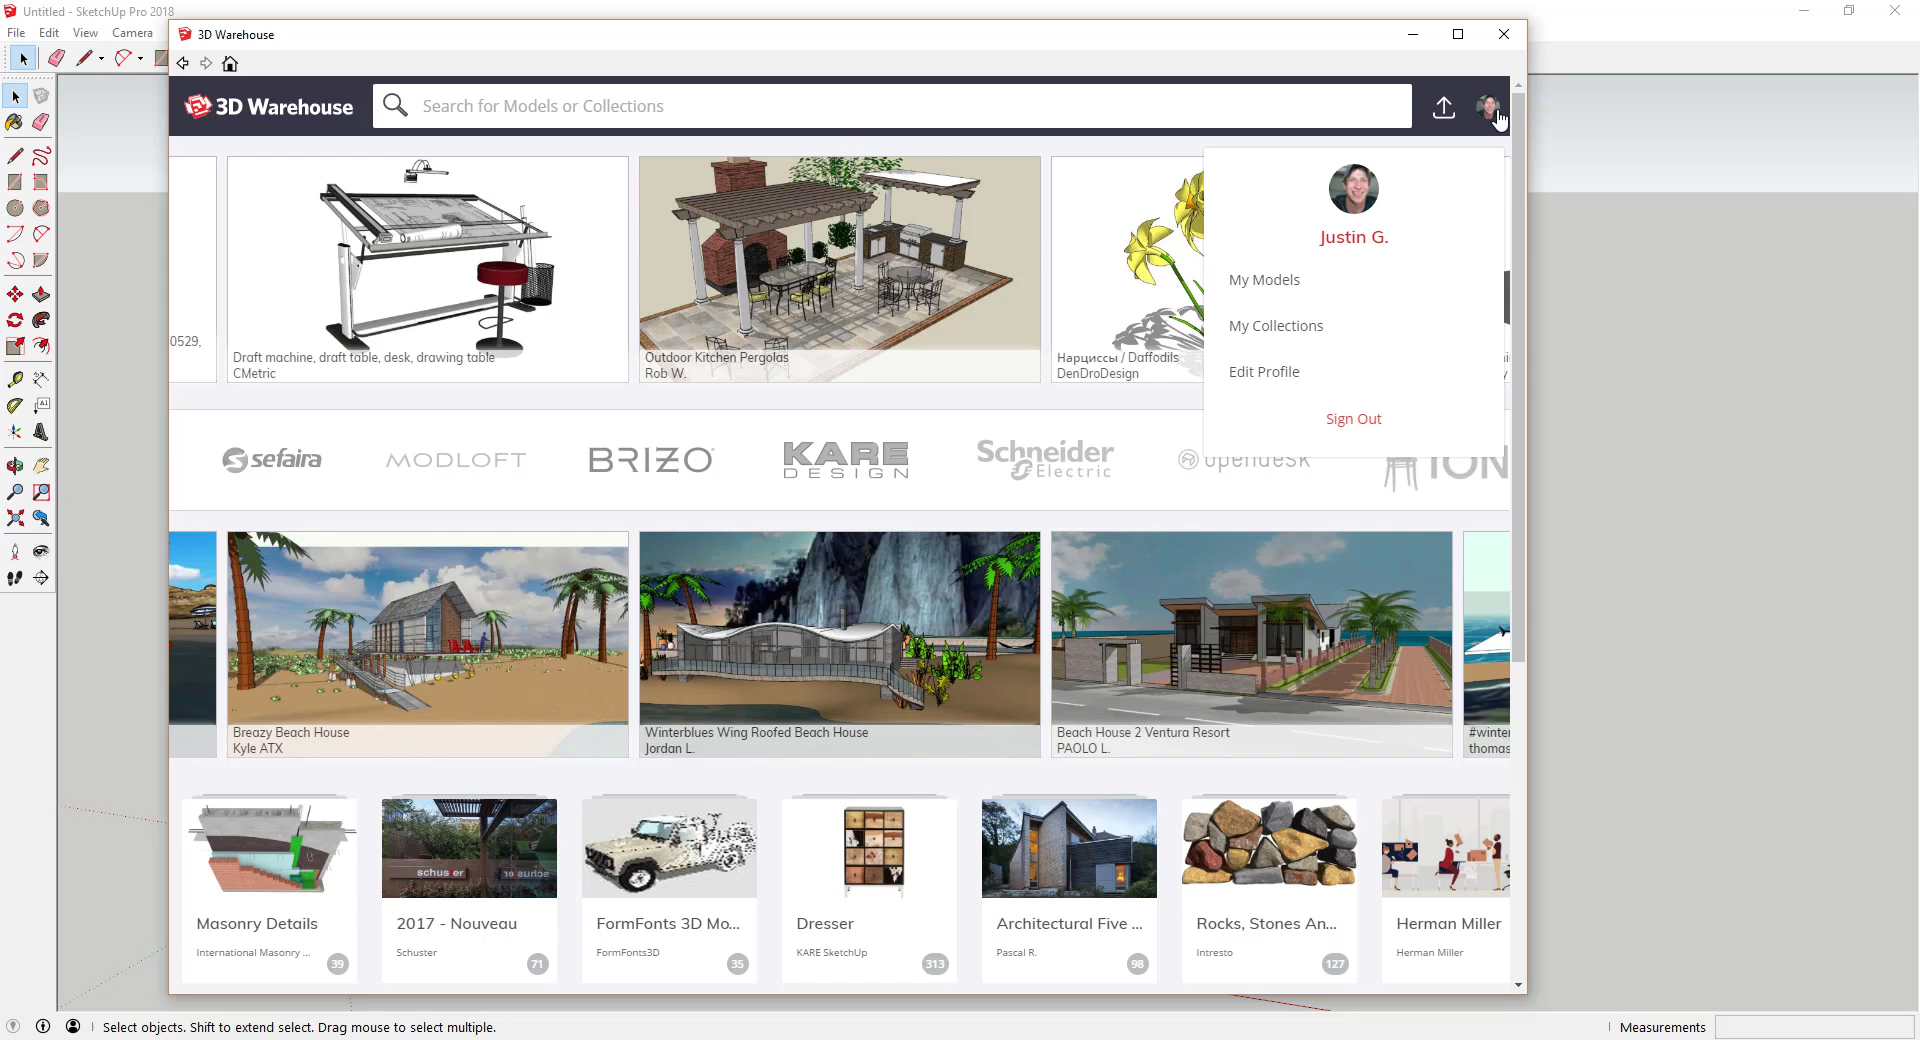 Untitled - SketchUp Pro 2018
File Edit View Camera
3D Warehouse
3D Warehouse
Search for Models or Collections
Justin G.
My Models
My Collections
Edit Profile
Sign Out
0529,
Draft machine, draft table, desk, drawing table
CMetric
Outdoor Kitchen Pergolas
Rob W.
Нарциссы / Daffodils
DenDroDesign
sefaira
MODLOFT
BRIZO
KARE
DESIGN
Schneider
Electric
opendesk
ION
Breazy Beach House
Kyle ATX
Winterblues Wing Roofed Beach House
Jordan L.
Beach House 2 Ventura Resort
PAOLO L.
#winter
thomas
schuster
Masonry Details
International Masonry ...
39
2017 - Nouveau
Schuster
71
FormFonts 3D Mo...
FormFonts3D
35
Dresser
KARE SketchUp
313
Architectural Five ...
Pascal R.
98
Rocks, Stones An...
Intresto
127
Herman Miller
Herman Miller
Select objects. Shift to extend select. Drag mouse to select multiple.
Measurements